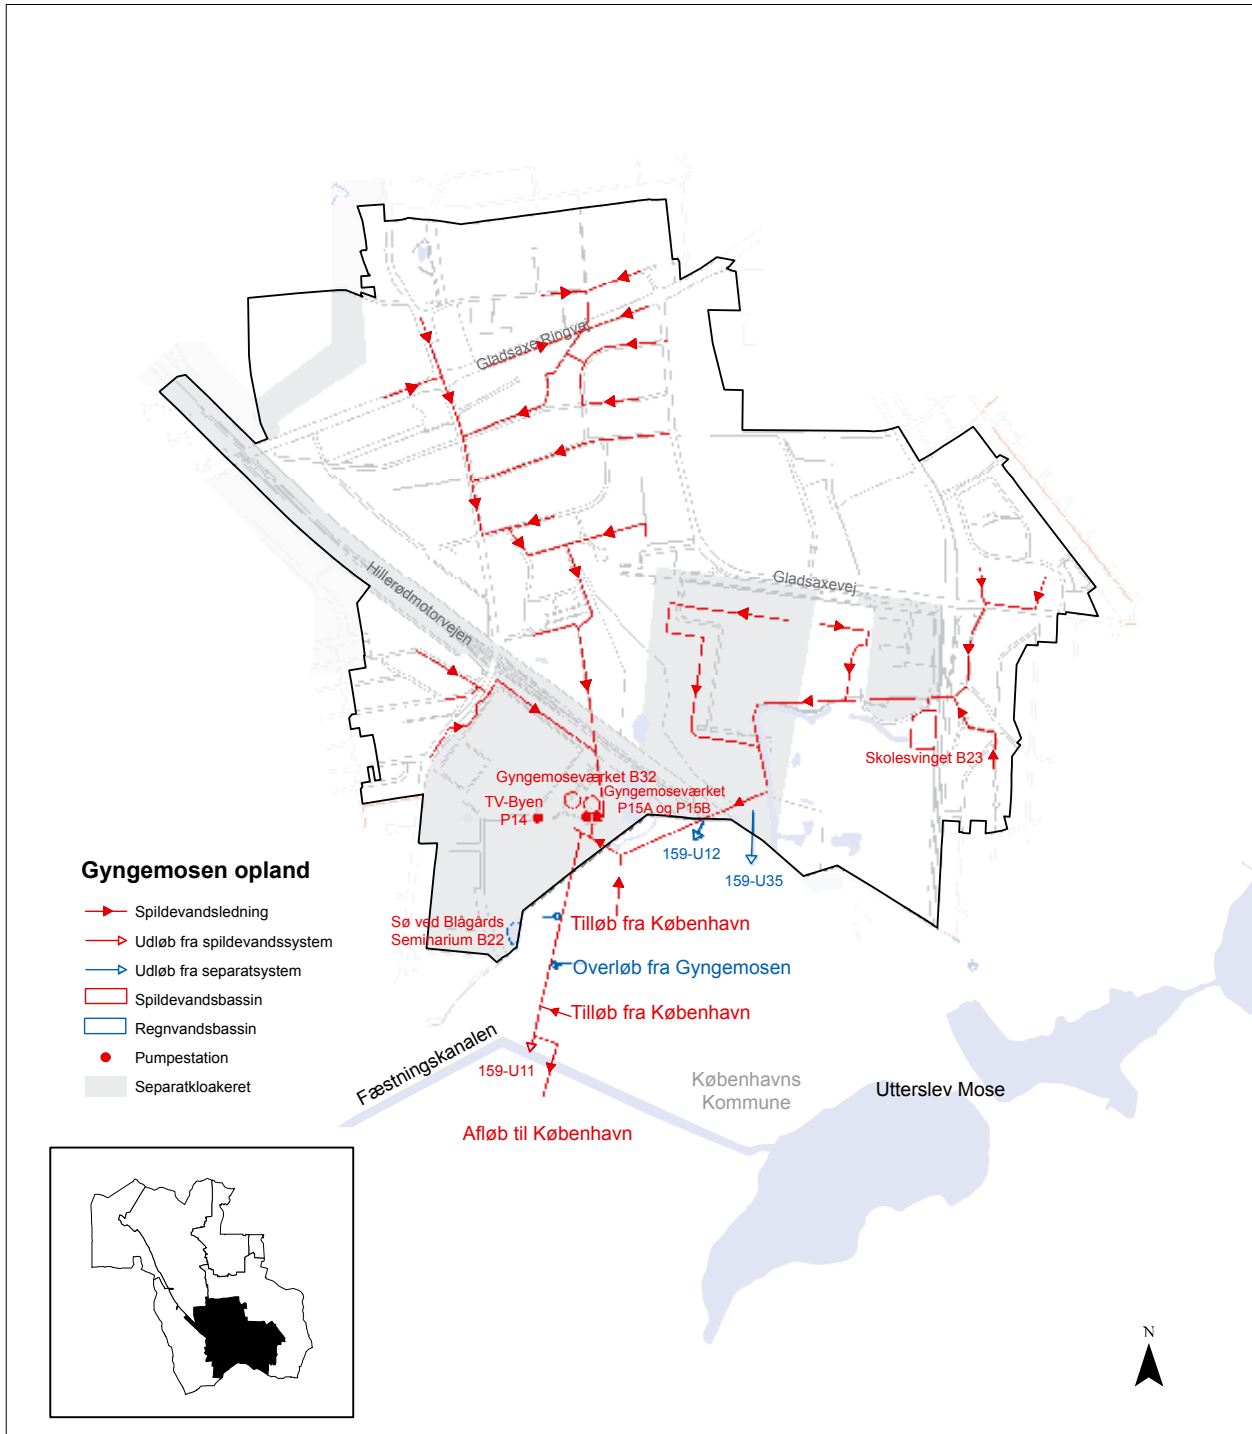 Gladsaxe Ringvej
Hillerødmotorvejen
Gladsaxevej
Skolesvinget B23
Gyngemoseværket B32
Gyngemoseværket
P15A og P15B
TV-Byen
P14
159-U12
159-U35
Gyngemosen opland
Spildevandsledning
Udløb fra spildevandssystem
Udløb fra separatsystem
Spildevandsbassin
Regnvandsbassin
Pumpestation
Separatkloakeret
Sø ved Blågårds
Seminarium B22
Tilløb fra København
Overløb fra Gyngemosen
Tilløb fra København
Fæstningskanalen
159-U11
Københavns
Kommune
Utterslev Mose
Afløb til København
N